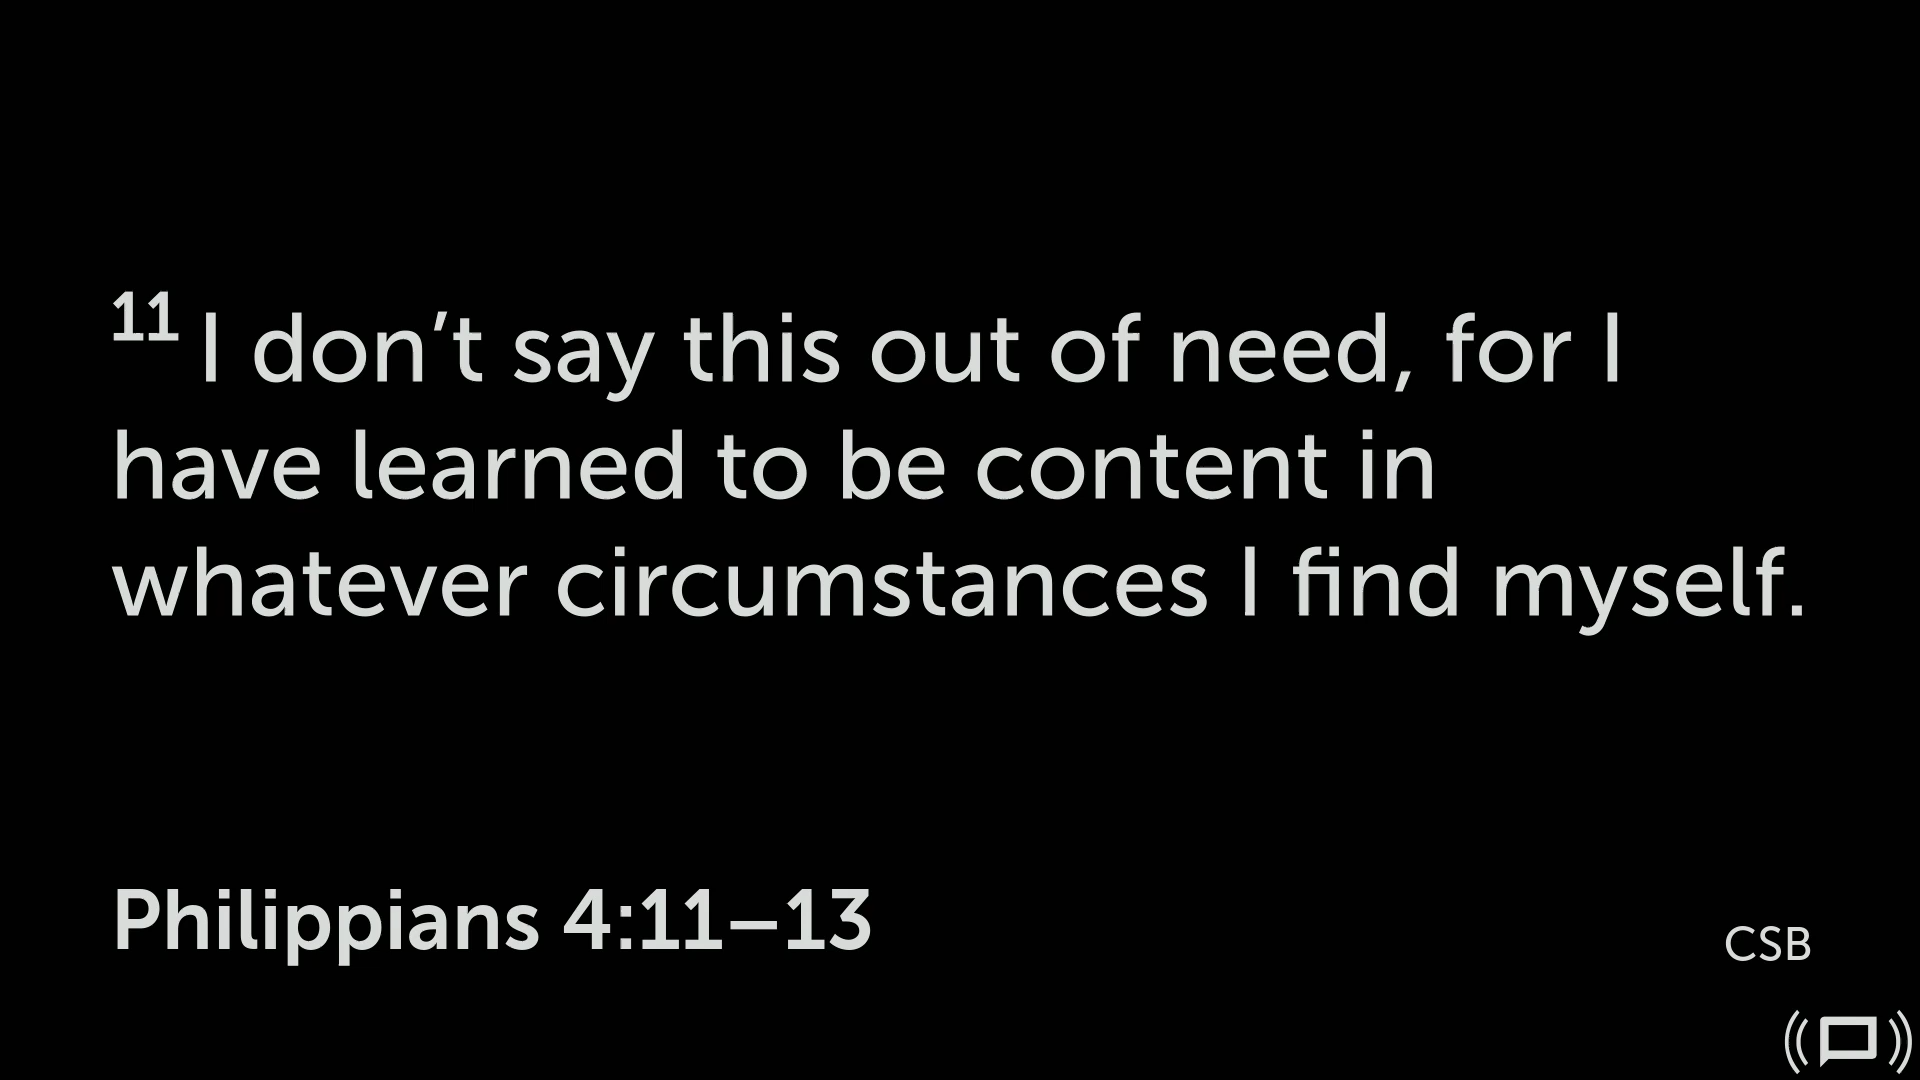 11 I don’t say this out of need, for I
have learned to be content in
whatever circumstances I find myself.
Philippians 4:11–13
CSB